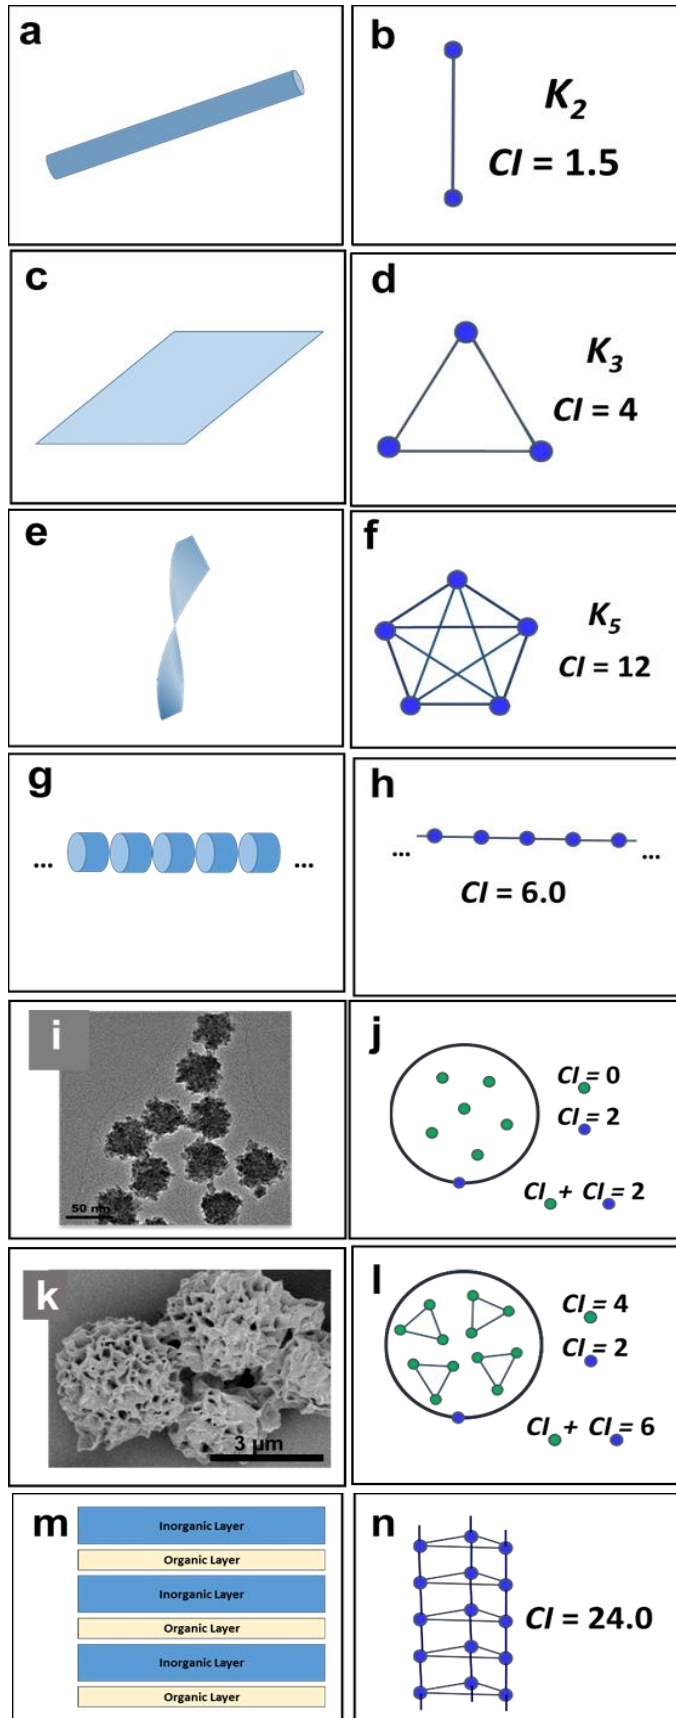 a
b
K2
CI = 1.5
c
d
K3
CI = 4
e
f
K5
CI = 12
g
... ...
h
... ...
CI = 6.0
i
50 nm
j
CI = 0
CI = 2
CI + CI = 2
k
3 µm
l
CI = 4
CI = 2
CI + CI = 6
m
Inorganic Layer
Organic Layer
Inorganic Layer
Organic Layer
Inorganic Layer
Organic Layer
n
CI = 24.0